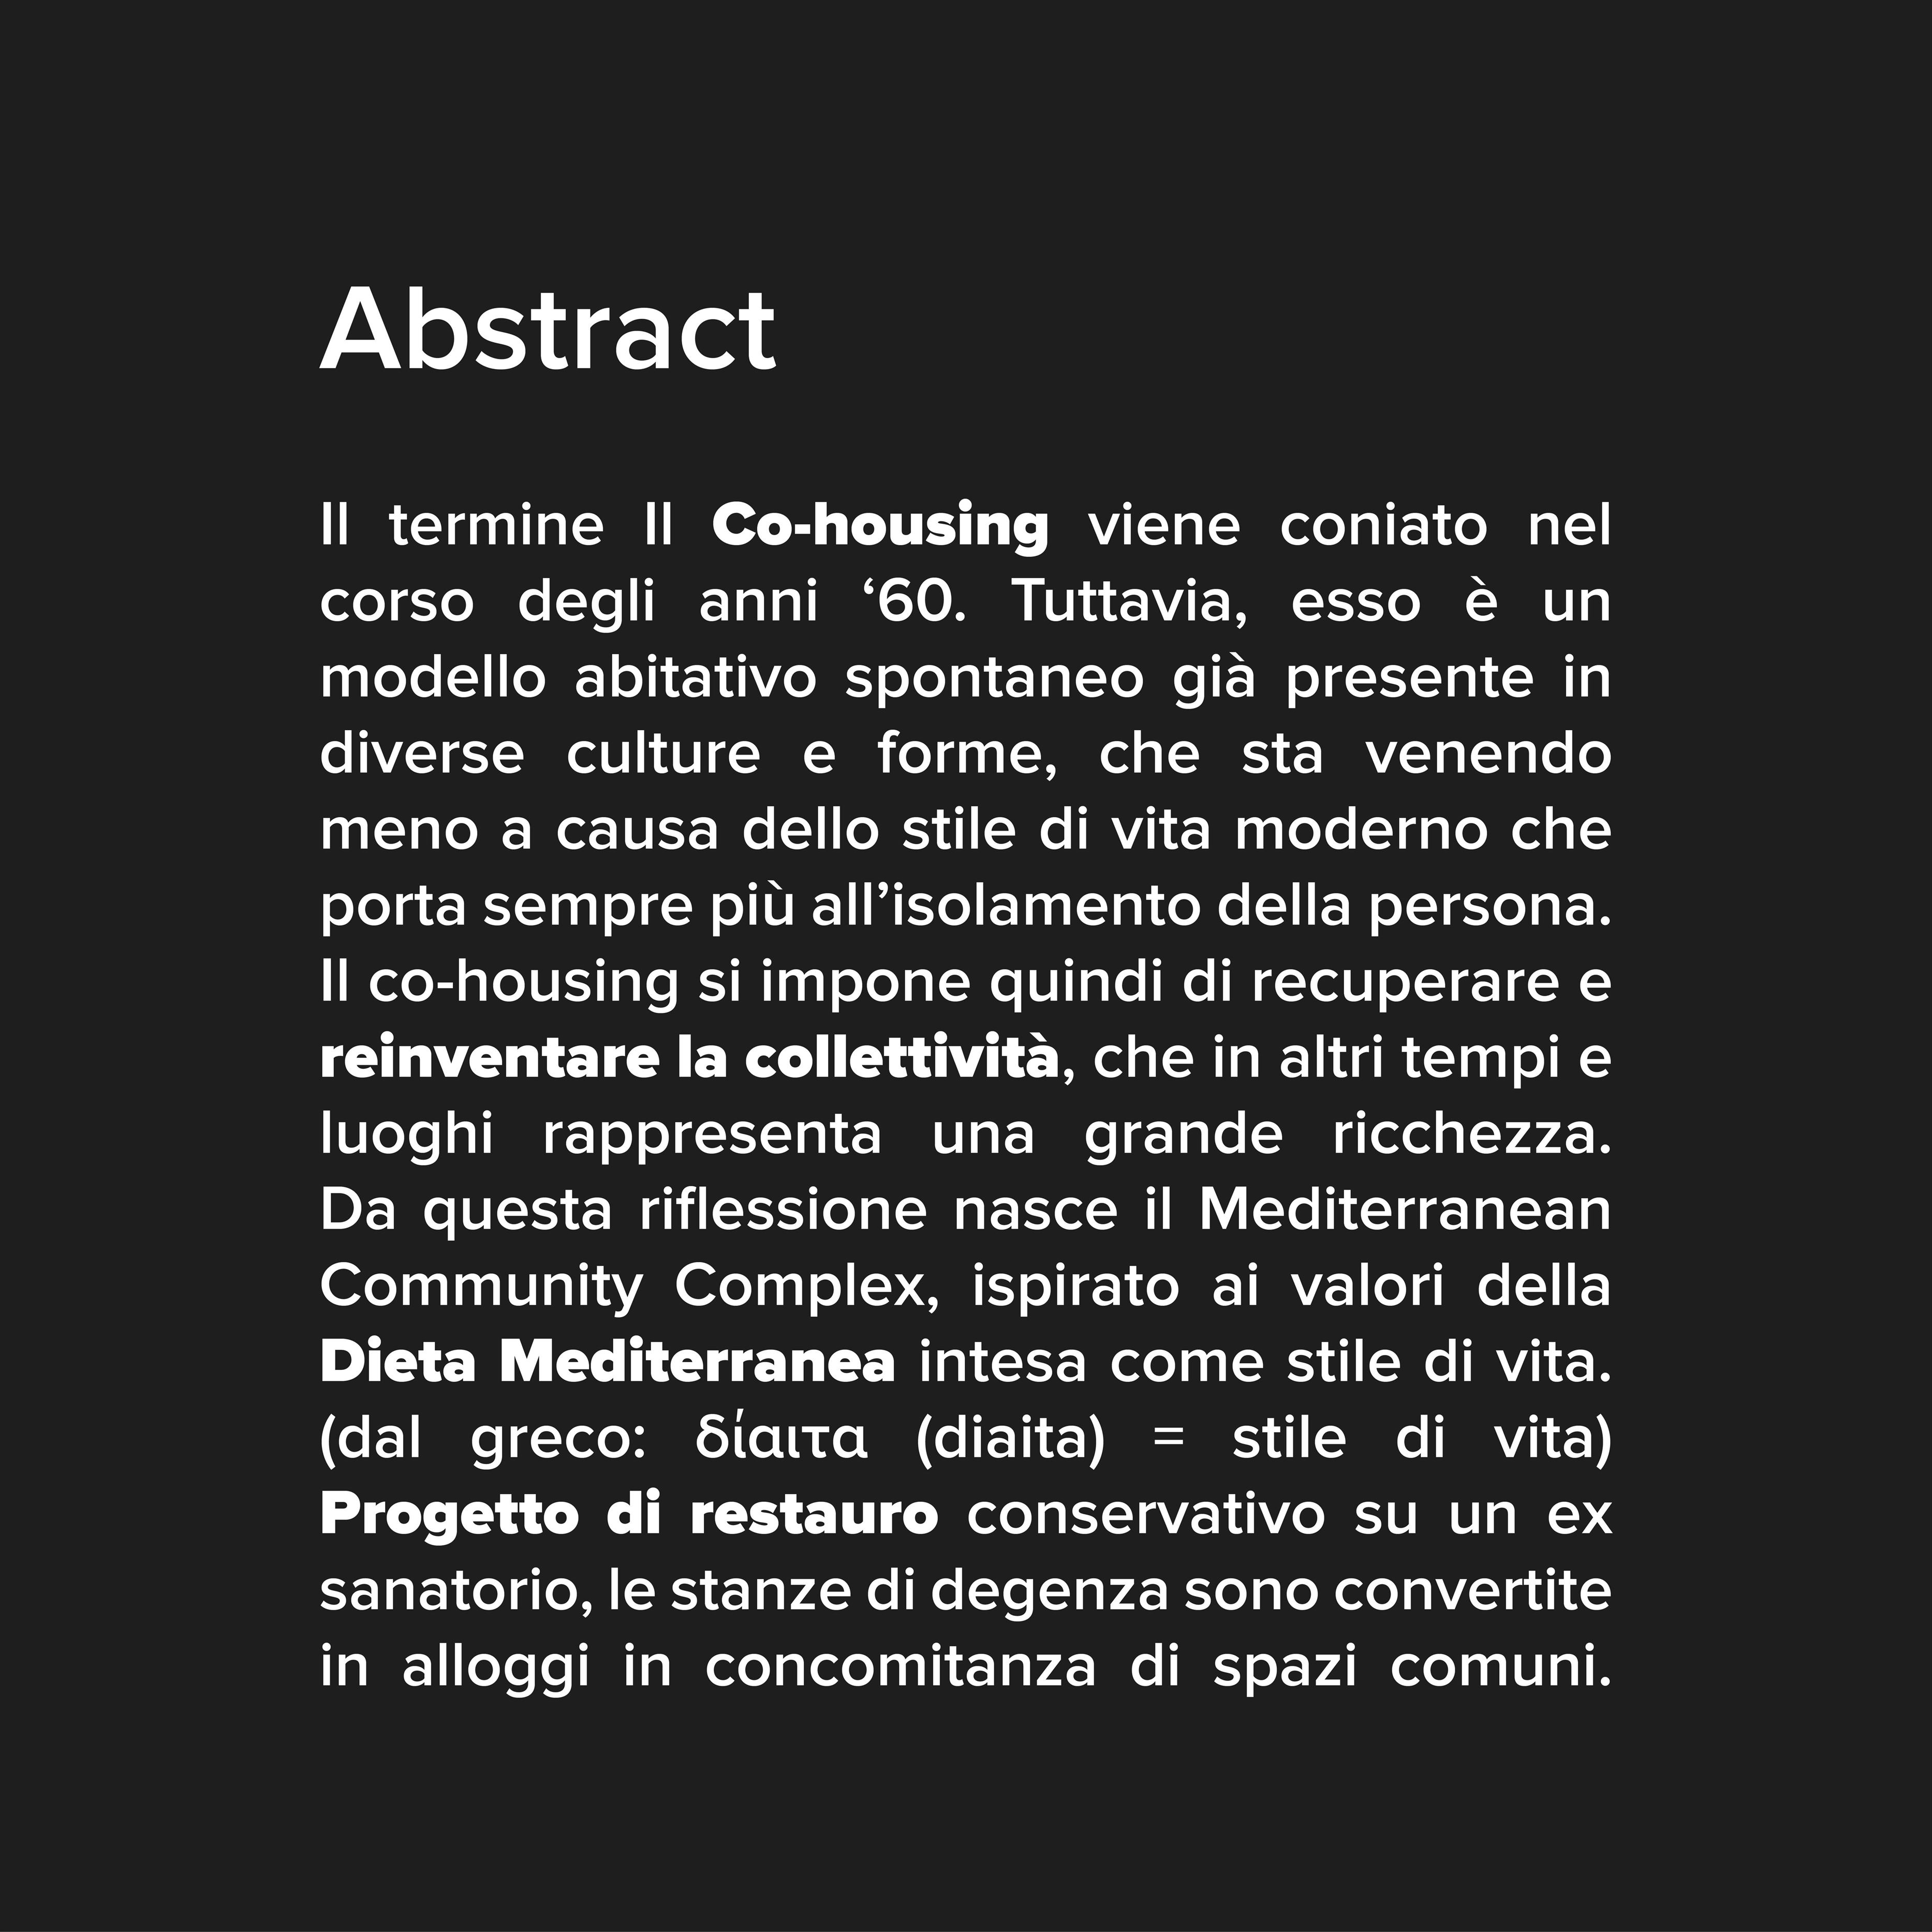 Abstract
Il termine Il Co-housing viene coniato nel
corso degli anni ‘60. Tuttavia, esso è un
modello abitativo spontaneo già presente in
diverse culture e forme, che sta venendo
meno a causa dello stile di vita moderno che
porta sempre più all’isolamento della persona.
Il co-housing si impone quindi di recuperare e
reinventare la collettività, che in altri tempi e
luoghi rappresenta una grande ricchezza.
Da questa riflessione nasce il Mediterranean
Community Complex, ispirato ai valori della
Dieta Mediterranea intesa come stile di vita.
(dal greco: δίαιτα (diaita) = stile di vita)
Progetto di restauro conservativo su un ex
sanatorio, le stanze di degenza sono convertite
in alloggi in concomitanza di spazi comuni.